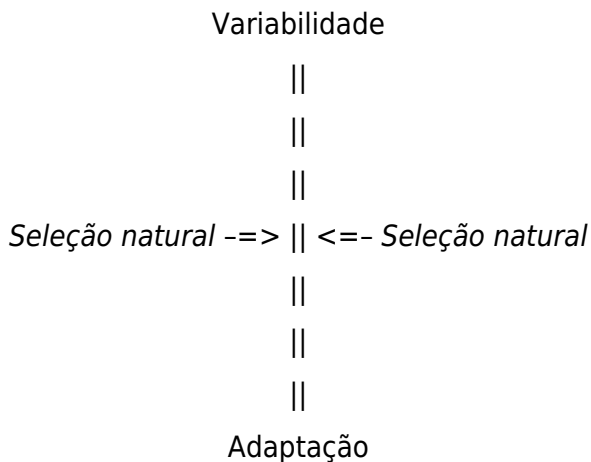 Variabilidade
||
||
||
Seleção natural –=> || <=– Seleção natural
||
||
||
Adaptação